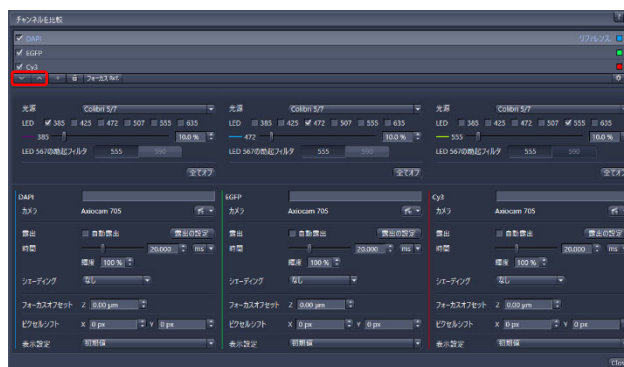 チャンネルを比較
DAPI リファレンス
EGFP
Cy3
フォーカス Ref.
光源 Colibri 5/7 光源 Colibri 5/7 光源 Colibri 5/7
LED 385 425 472 507 555 635 LED 385 425 472 507 555 635 LED 385 425 472 507 555 635
385 10.0 % 472 10.0 % 555 10.0 %
LED 567の励起フィルタ 555 590 LED 567の励起フィルタ 555 590 LED 567の励起フィルタ 555 590
全てオフ 全てオフ 全てオフ
DAPI EGFP Cy3
カメラ Axiocam 705 カメラ Axiocam 705 カメラ Axiocam 705
露出 自動露出 露出の設定 露出 自動露出 露出の設定 露出 自動露出 露出の設定
時間 20.000 ms 時間 20.000 ms 時間 20.000 ms
輝度 100 % 輝度 100 % 輝度 100 %
シェーディング なし シェーディング なし シェーディング なし
フォーカスオフセット Z 0.00 µm フォーカスオフセット Z 0.00 µm フォーカスオフセット Z 0.00 µm
ピクセルシフト X 0 px Y 0 px ピクセルシフト X 0 px Y 0 px ピクセルシフト X 0 px Y 0 px
表示設定 初期値 表示設定 初期値 表示設定 初期値
Clos